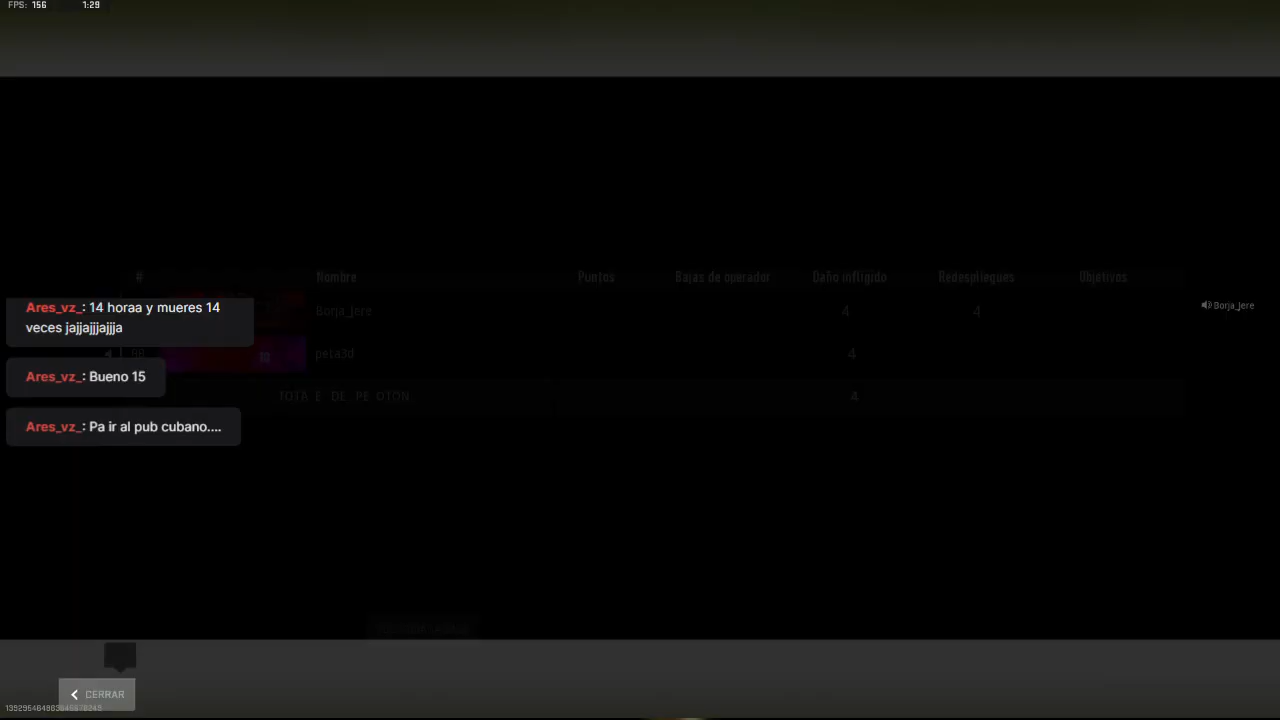 FPS: 156 1:29
# Nombre Puntos Bajas de operador Daño infligido Redespliegues Objetivos
Borja_Jere 4 4
Borja_Jere
Ares_vz_: 14 horaa y mueres 14
veces jajjajjjajjja
98 peta3d 4
Ares_vz_: Bueno 15
4
Ares_vz_: Pa ir al pub cubano....
CERRAR